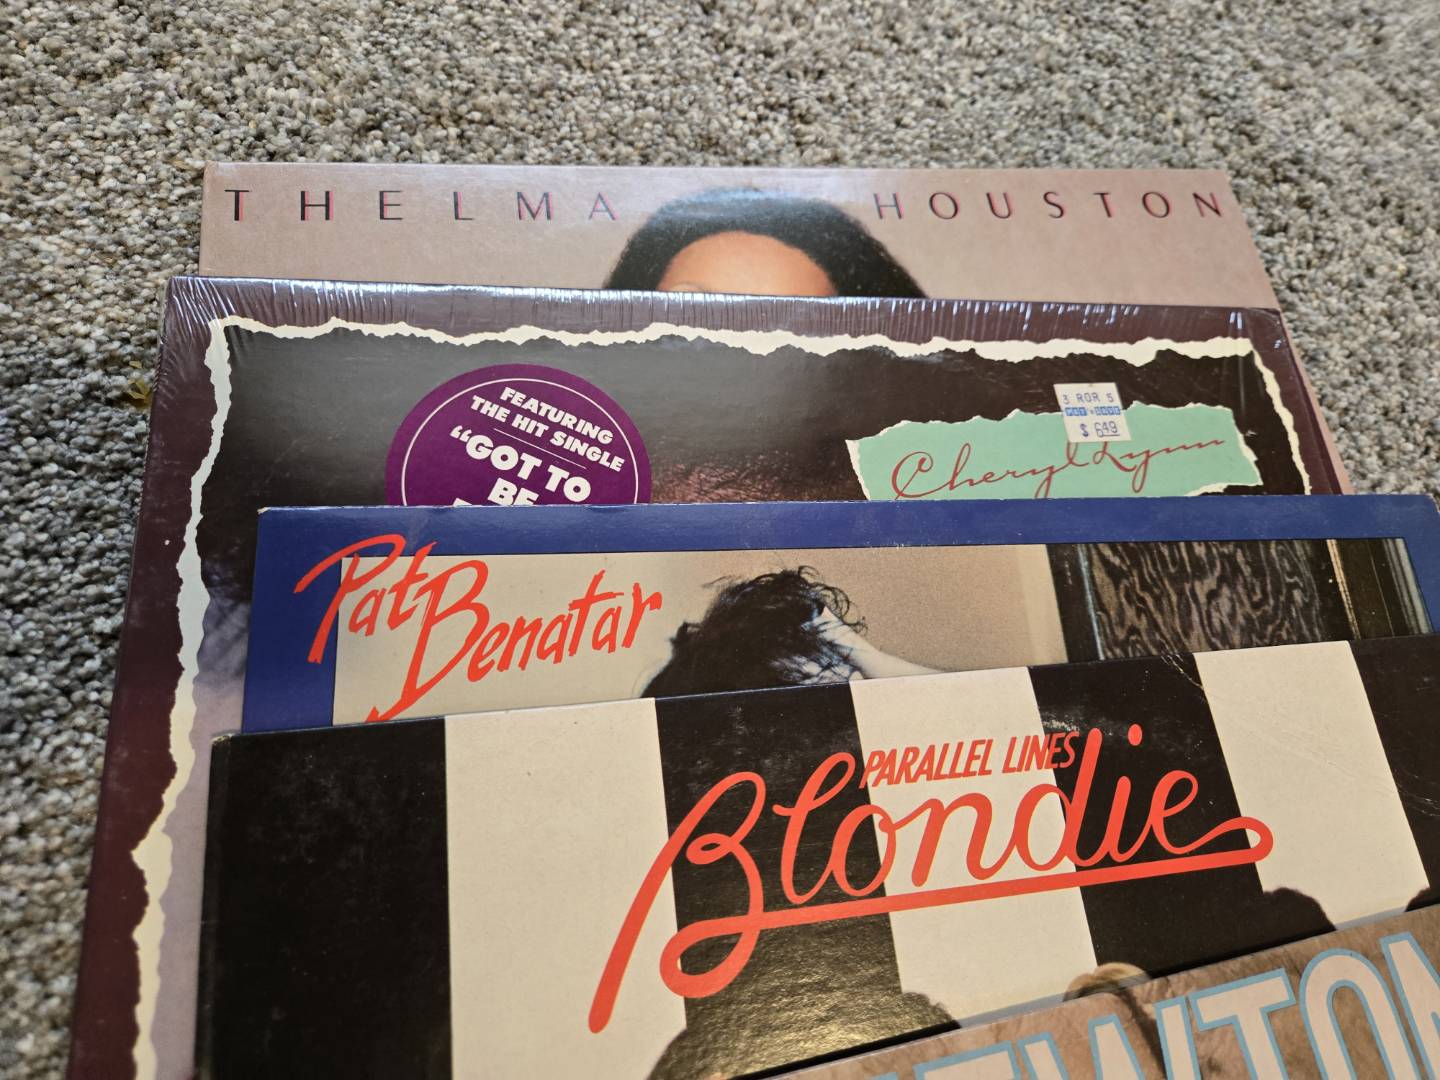 THELMA HOUSTON
FEATURING
THE HIT SINGLE
"GOT TO
BE
3 ROR 5
$ 6.49
Cheryl Lynn
Pat Benatar
PARALLEL LINES
Blondie
EWTON